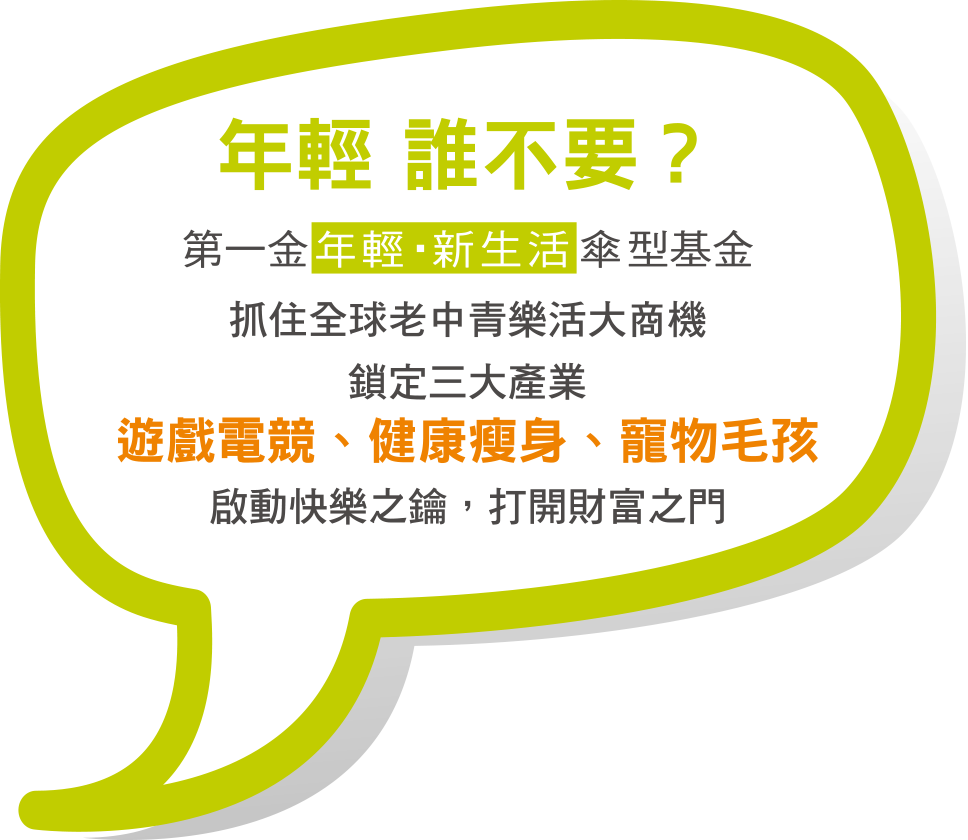 年輕 誰不要？
第一金年輕·新生活傘型基金
抓住全球老中青樂活大商機
鎖定三大產業
遊戲電競、健康瘦身、寵物毛孩
啟動快樂之鑰，打開財富之門